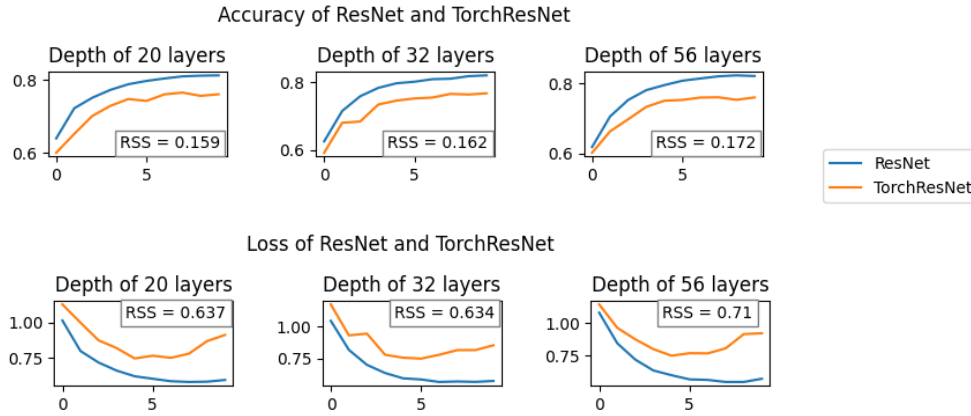 Accuracy of ResNet and TorchResNet
Depth of 20 layers
0.8
0.6
RSS = 0.159
0
5
Depth of 32 layers
0.8
0.6
RSS = 0.162
0
5
Depth of 56 layers
0.8
0.6
RSS = 0.172
0
5
ResNet
TorchResNet
Loss of ResNet and TorchResNet
Depth of 20 layers
RSS = 0.637
1.00
0.75
0
5
Depth of 32 layers
RSS = 0.634
1.00
0.75
0
5
Depth of 56 layers
RSS = 0.71
1.00
0.75
0
5